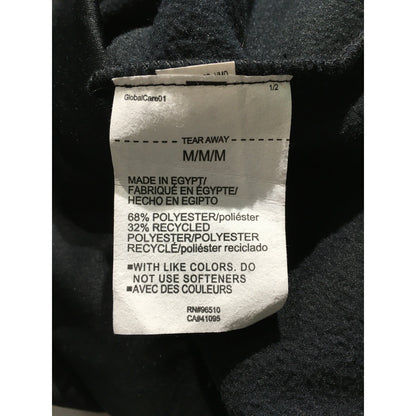 GlobalCare01
1/2
TEAR AWAY
M/M/M
MADE IN EGYPT/
FABRIQUÉ EN ÉGYPTE/
HECHO EN EGIPTO
68% POLYESTER/poliéster
32% RECYCLED
POLYESTER/POLYESTER
RECYCLÉ/poliéster reciclado
■WITH LIKE COLORS. DO
NOT USE SOFTENERS
■AVEC DES COULEURS
RN#96510
CA#41095